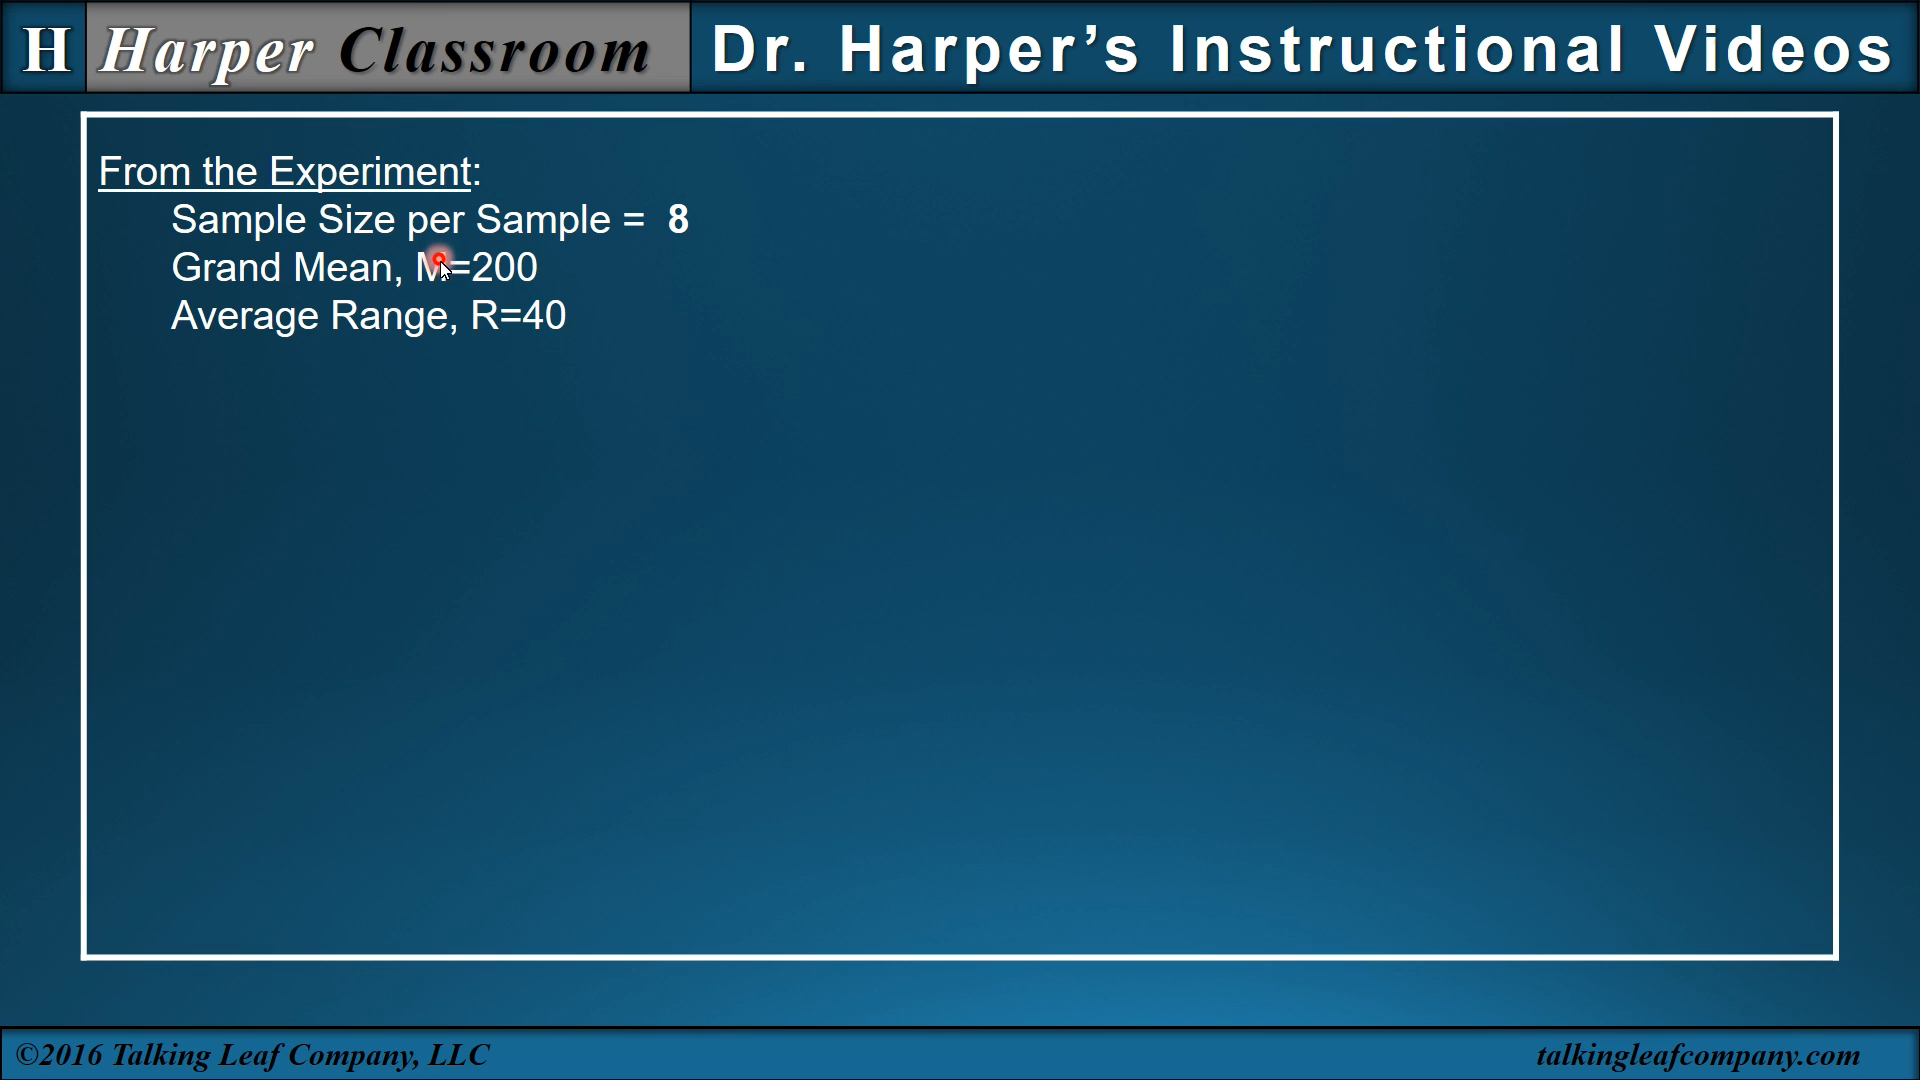 H Harper Classroom Dr. Harper’s Instructional Videos
From the Experiment:
Sample Size per Sample = 8
Grand Mean, M=200
Average Range, R=40
©2016 Talking Leaf Company, LLC
talkingleafcompany.com